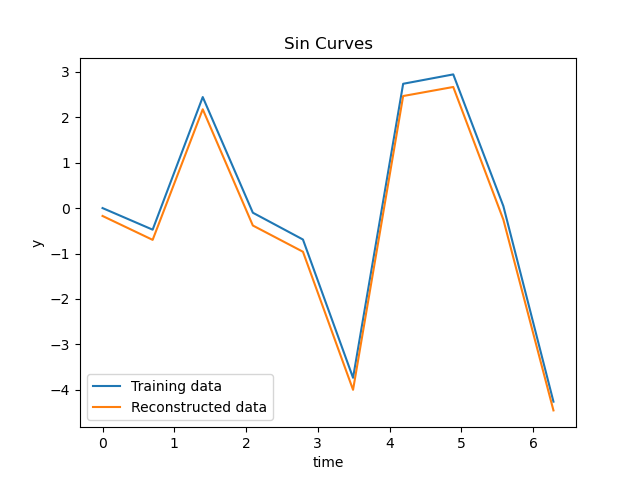 Sin Curves
3
2
1
0
−1
−2
−3
−4
y
0 1 2 3 4 5 6
time
Training data
Reconstructed data